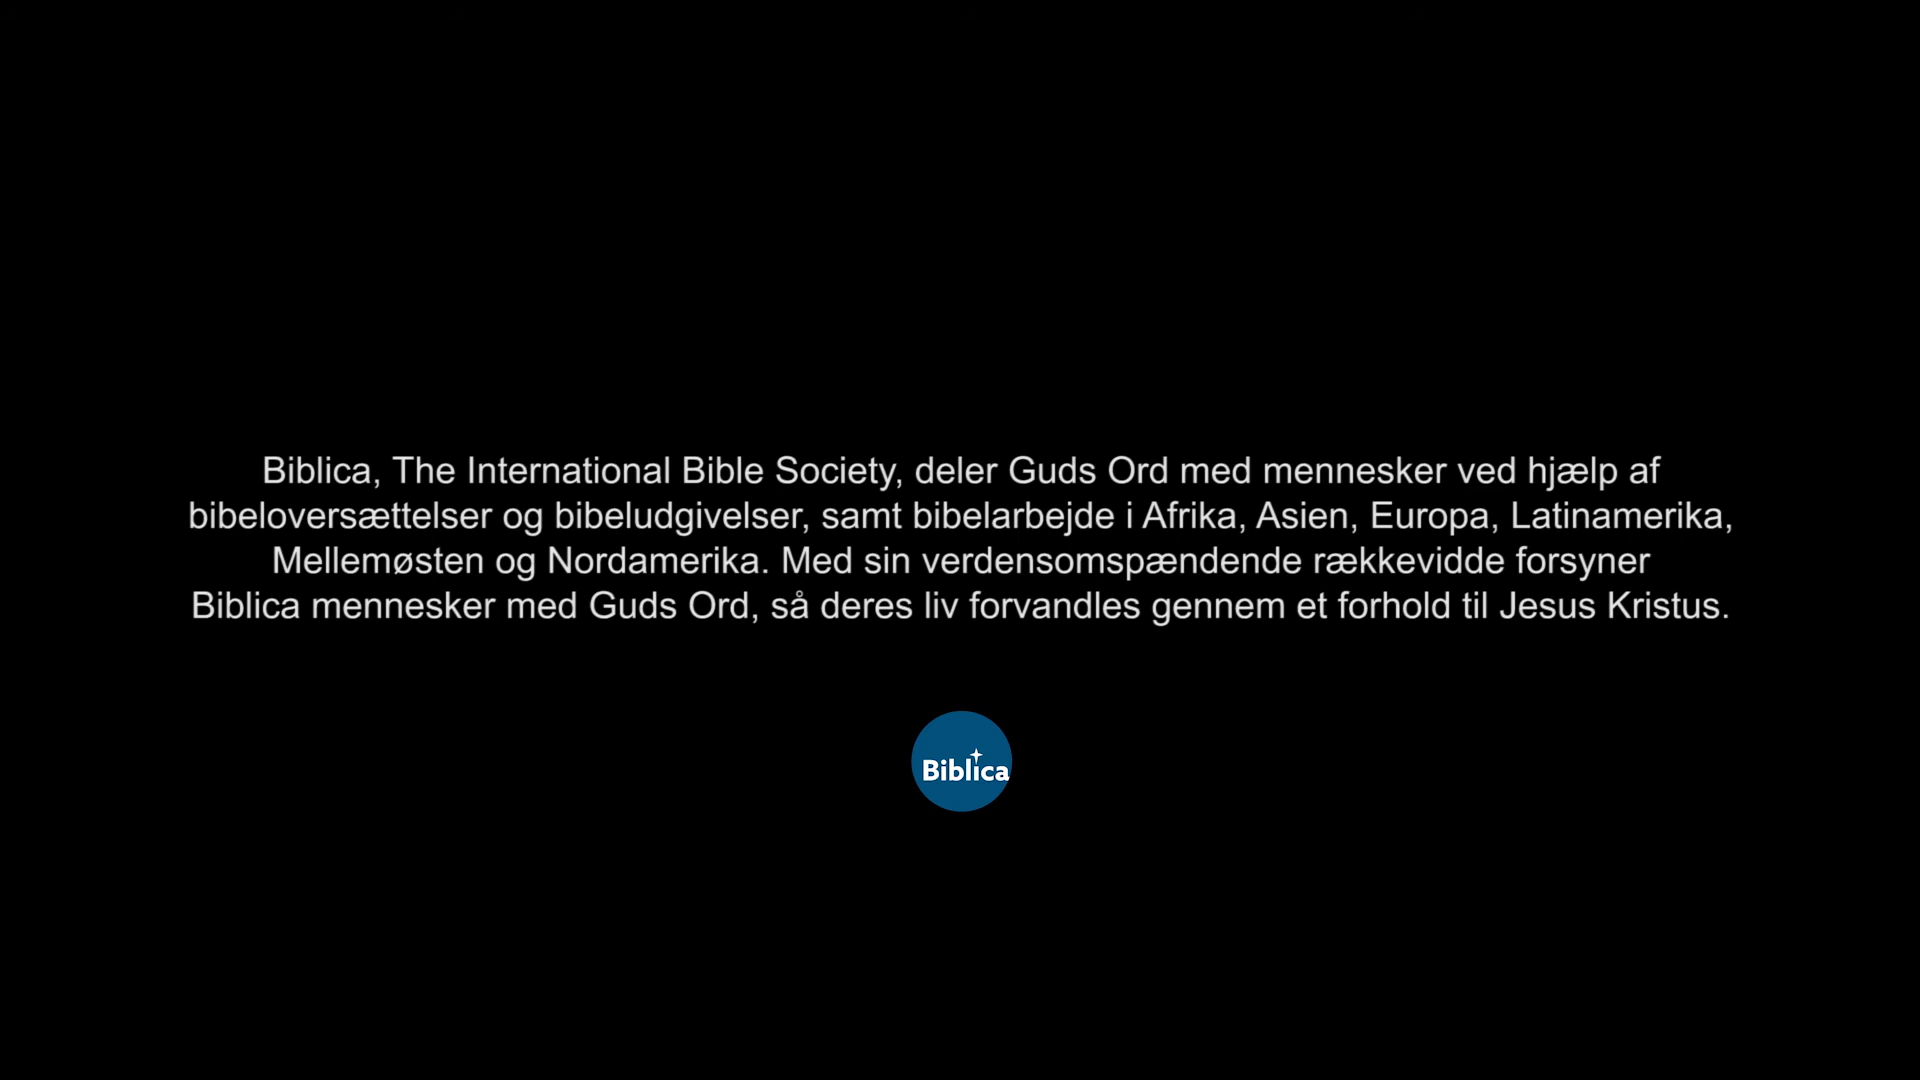 Biblica, The International Bible Society, deler Guds Ord med mennesker ved hjælp af
bibeloversættelser og bibeludgivelser, samt bibelarbejde i Afrika, Asien, Europa, Latinamerika,
Mellemøsten og Nordamerika. Med sin verdensomspændende rækkevidde forsyner
Biblica mennesker med Guds Ord, så deres liv forvandles gennem et forhold til Jesus Kristus.
Biblica